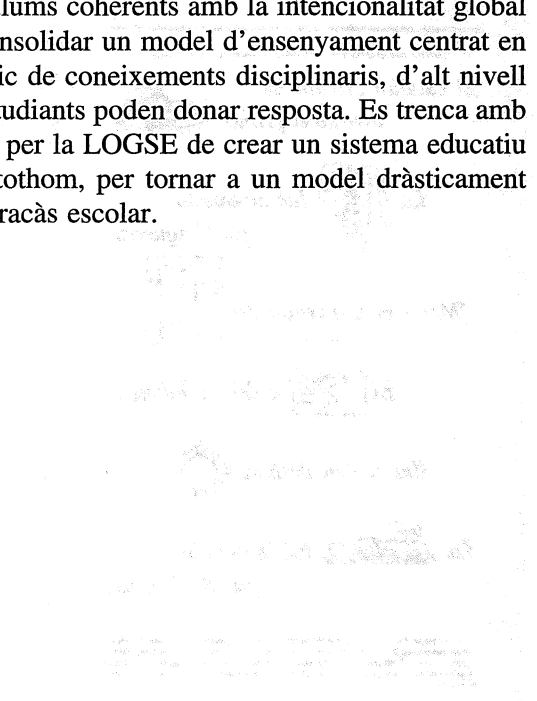 lums coherents amb la intencionalitat global
nsolidar un model d'ensenyament centrat en
ic de coneixements disciplinaris, d'alt nivell
tudiants poden donar resposta. Es trenca amb
per la LOGSE de crear un sistema educatiu
tothom, per tornar a un model dràsticament
racàs escolar.